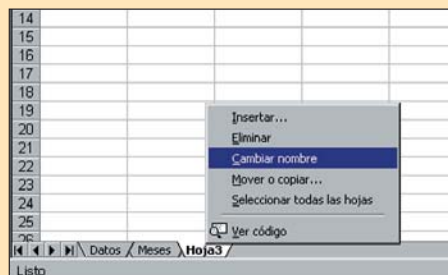 14
15
16
17
18
19
20
21
22
23
24
25
26
Insertar...
Eliminar
Cambiar nombre
Mover o copiar...
Seleccionar todas las hojas
Ver código
Datos Meses Hoja3
Listo